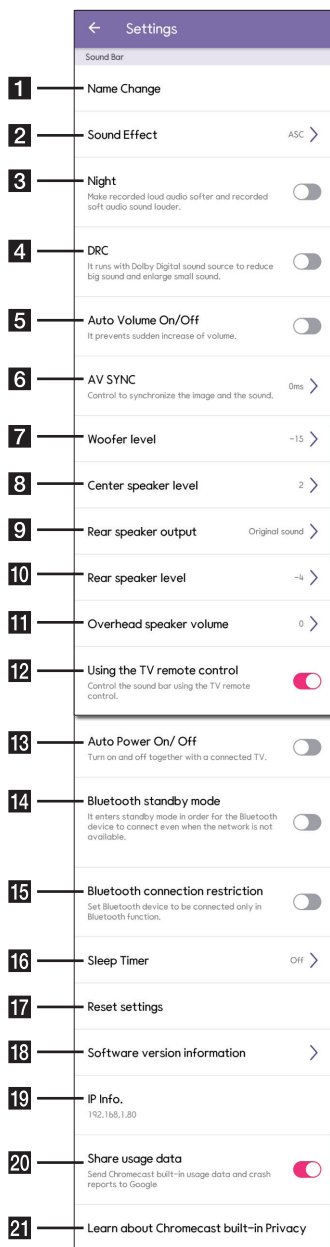 Settings
Sound Bar
1 Name Change
2 Sound Effect ASC
3 Night
Make recorded loud audio softer and recorded
soft audio sound louder.
4 DRC
It runs with Dolby Digital sound source to reduce
big sound and enlarge small sound.
5 Auto Volume On/Off
It prevents sudden increase of volume.
6 AV SYNC 0ms
Control to synchronize the image and the sound.
7 Woofer level -15
8 Center speaker level 2
9 Rear speaker output Original sound
10 Rear speaker level -4
11 Overhead speaker volume 0
12 Using the TV remote control
Control the sound bar using the TV remote
control.
13 Auto Power On/ Off
Turn on and off together with a connected TV.
14 Bluetooth standby mode
It enters standby mode in order for the Bluetooth
device to connect even when the network is not
available.
15 Bluetooth connection restriction
Set Bluetooth device to be connected only in
Bluetooth function.
16 Sleep Timer Off
17 Reset settings
18 Software version information
19 IP Info.
192.168.1.80
20 Share usage data
Send Chromecast built-in usage data and crash
reports to Google
21 Learn about Chromecast built-in Privacy